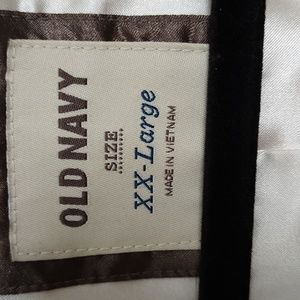 OLD NAVY
SIZE
XX-Large
MADE IN VIETNAM